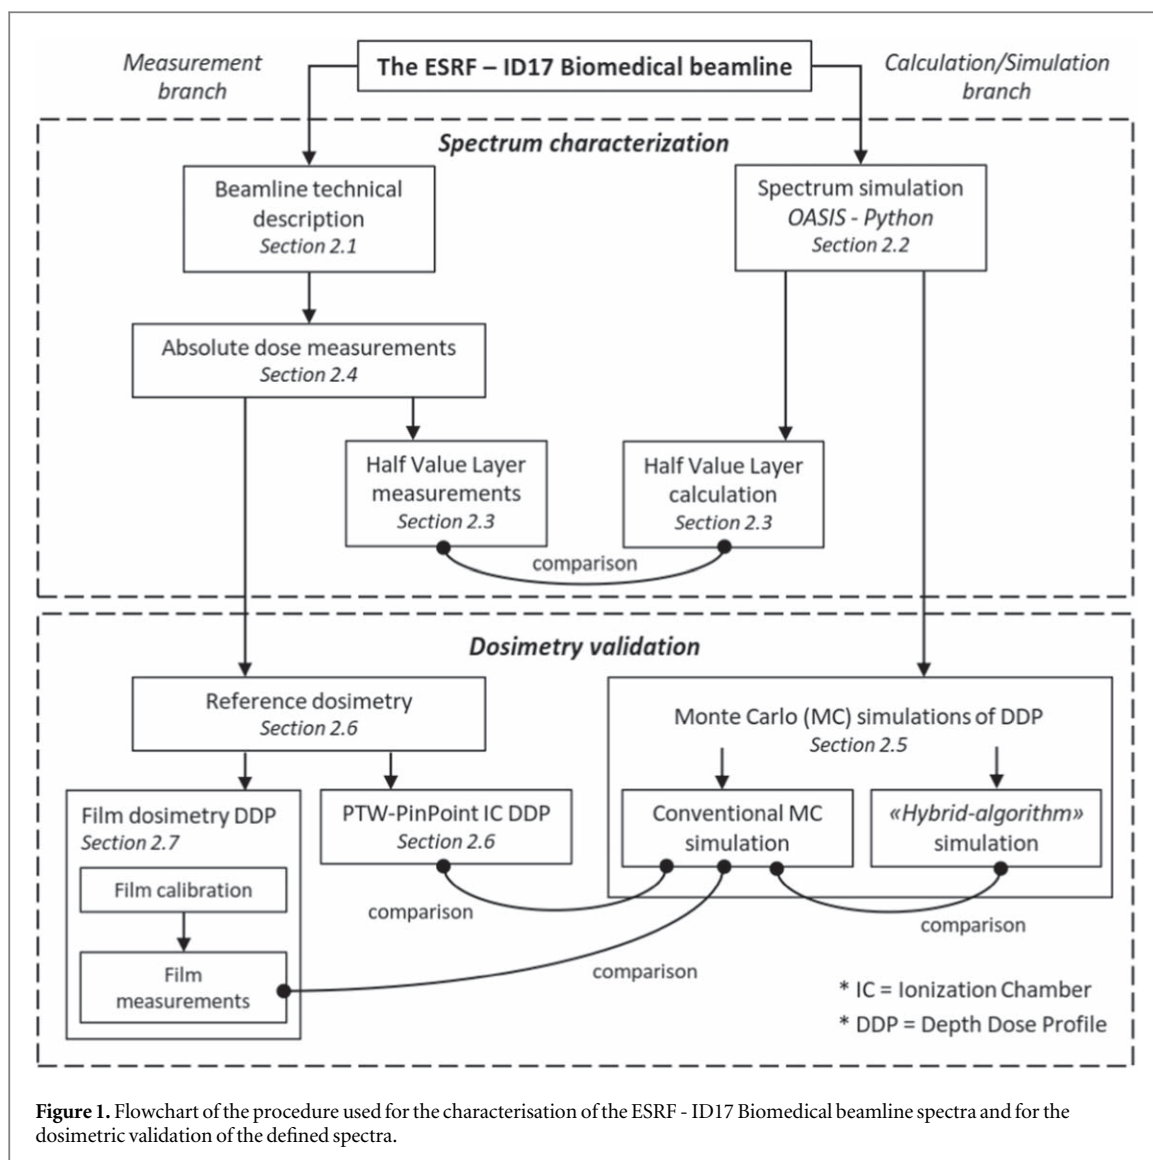 The ESRF – ID17 Biomedical beamline
Measurement
branch
Calculation/Simulation
branch
Spectrum characterization
Beamline technical
description
Section 2.1
Spectrum simulation
OASIS - Python
Section 2.2
Absolute dose measurements
Section 2.4
Half Value Layer
measurements
Section 2.3
Half Value Layer
calculation
Section 2.3
comparison
Dosimetry validation
Reference dosimetry
Section 2.6
Monte Carlo (MC) simulations of DDP
Section 2.5
Film dosimetry DDP
Section 2.7
PTW-PinPoint IC DDP
Section 2.6
Conventional MC
simulation
«Hybrid-algorithm»
simulation
Film calibration
comparison
comparison
Film
measurements
comparison
* IC = Ionization Chamber
* DDP = Depth Dose Profile
Figure 1. Flowchart of the procedure used for the characterisation of the ESRF - ID17 Biomedical beamline spectra and for the
dosimetric validation of the defined spectra.